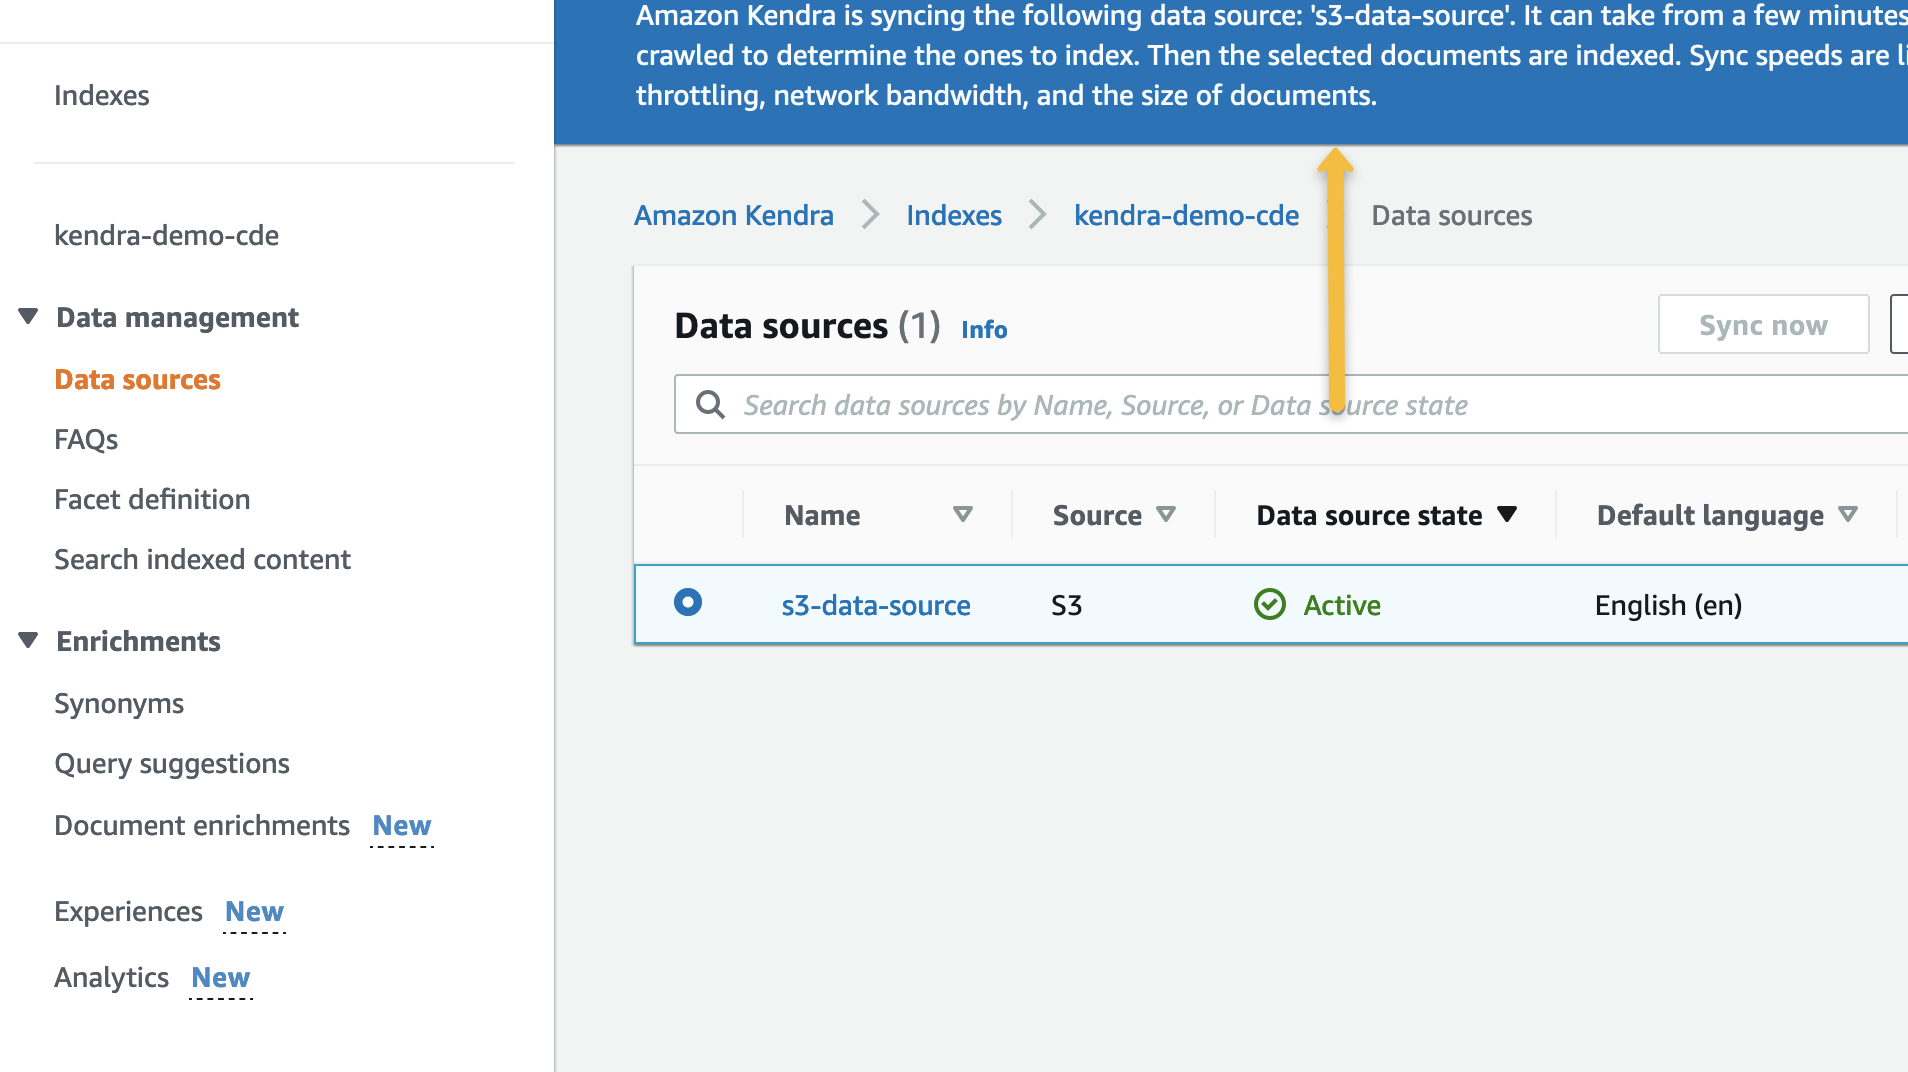 Amazon Kendra is syncing the following data source: 's3-data-source'. It can take from a few minutes
crawled to determine the ones to index. Then the selected documents are indexed. Sync speeds are
throttling, network bandwidth, and the size of documents.
Indexes
kendra-demo-cde
Data management
Data sources
FAQs
Facet definition
Search indexed content
Enrichments
Synonyms
Query suggestions
Document enrichments New
Experiences New
Analytics New
Amazon Kendra Indexes kendra-demo-cde Data sources
Data sources (1) Info
Sync now
Search data sources by Name, Source, or Data source state
Name Source Data source state Default language
s3-data-source S3 Active English (en)